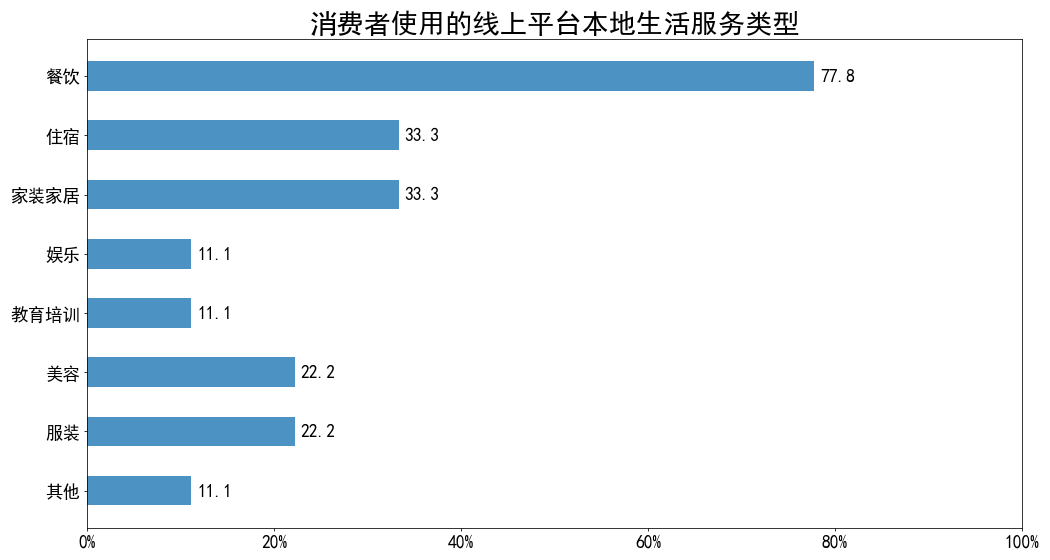 消费者使用的线上平台本地生活服务类型
餐饮 77.8
住宿 33.3
家装家居 33.3
娱乐 11.1
教育培训 11.1
美容 22.2
服装 22.2
其他 11.1
0% 20% 40% 60% 80% 100%